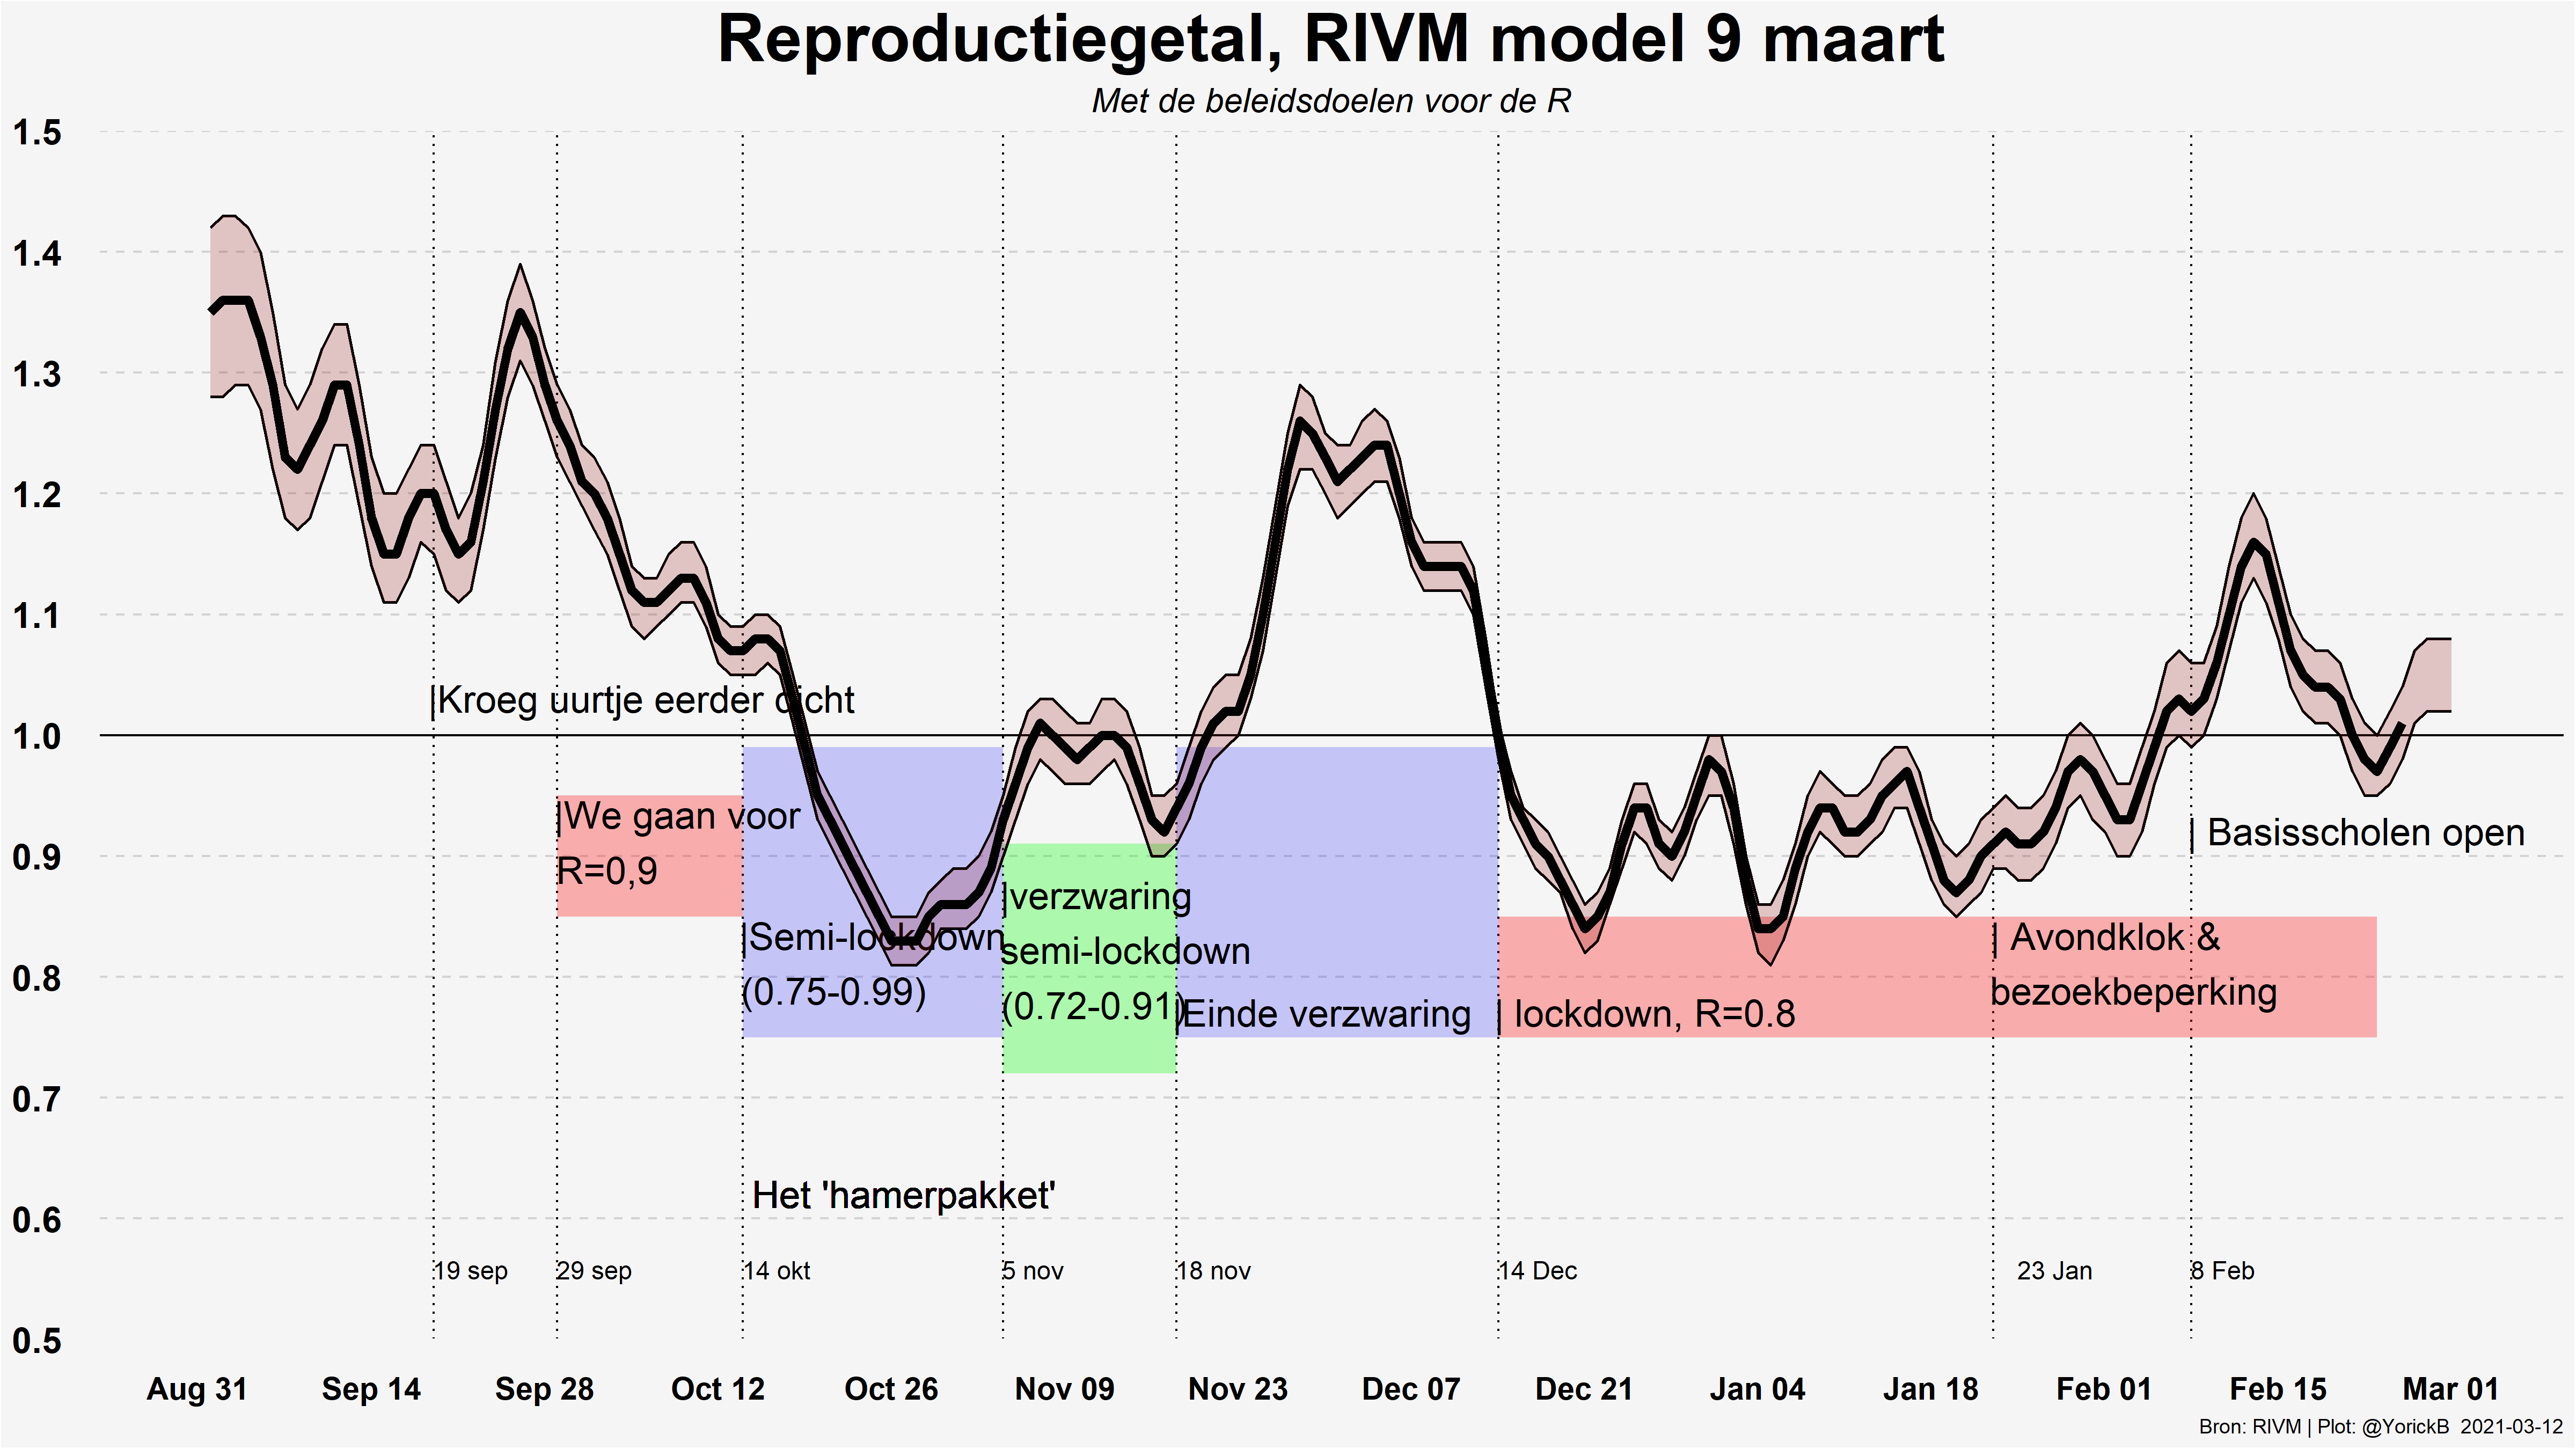 Reproductiegetal, RIVM model 9 maart
Met de beleidsdoelen voor de R
1.5
1.4
1.3
1.2
1.1
1.0
0.9
0.8
0.7
0.6
0.5
|Kroeg uurtje eerder dicht
|We gaan voor
R=0,9
|Semi-lockdown
(0.75-0.99)
|verzwaring
semi-lockdown
(0.72-0.91)
|Einde verzwaring
| lockdown, R=0.8
| Avondklok &
bezoekbeperking
| Basisscholen open
Het 'hamerpakket'
19 sep
29 sep
14 okt
5 nov
18 nov
14 Dec
23 Jan
8 Feb
Aug 31
Sep 14
Sep 28
Oct 12
Oct 26
Nov 09
Nov 23
Dec 07
Dec 21
Jan 04
Jan 18
Feb 01
Feb 15
Mar 01
Bron: RIVM | Plot: @YorickB  2021-03-12